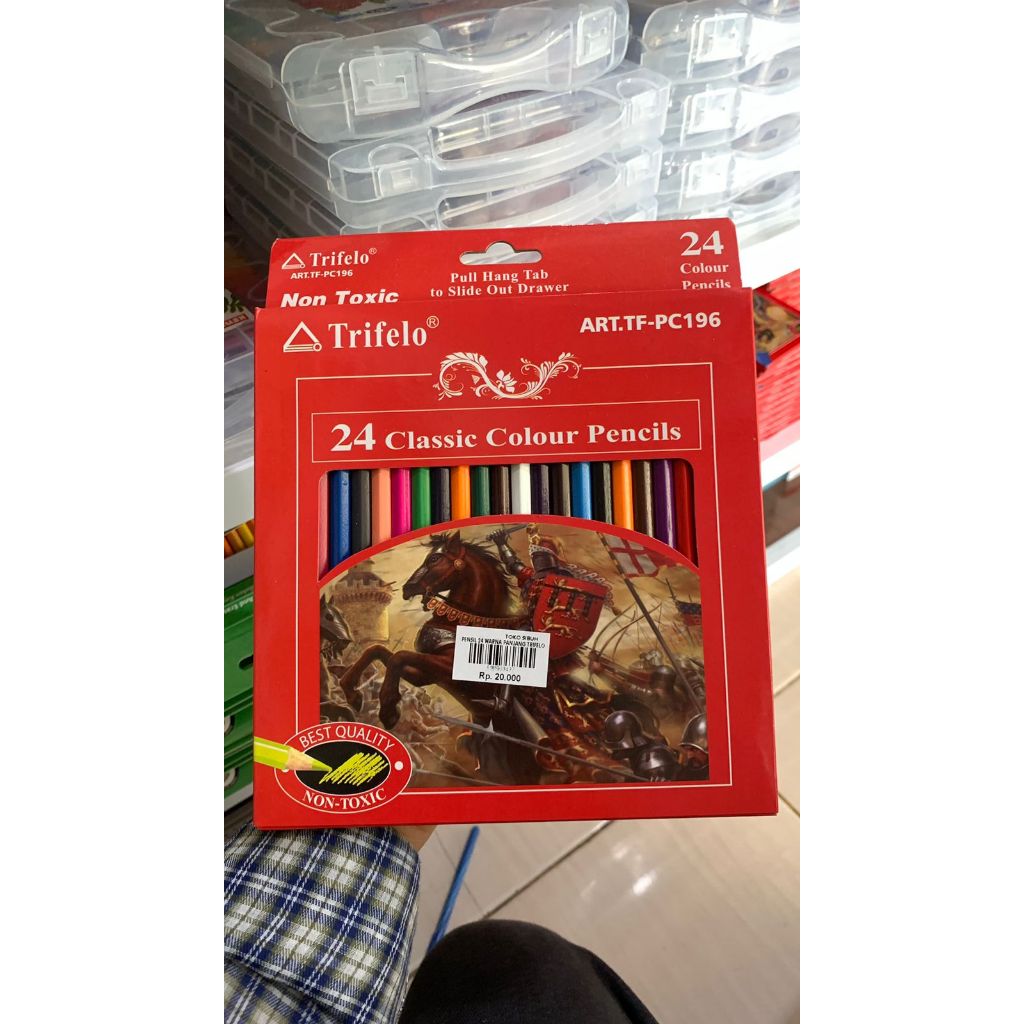 Trifelo®
ART.TF-PC196
Non Toxic
Pull Hang Tab
to Slide Out Drawer
24
Colour
Pencils
Trifelo®
ART.TF-PC196
24 Classic Colour Pencils
TOKO SIBUH
PENSIL 24 WARNA PANJANG TRIFELO
Rp. 20.000
BEST QUALITY
NON-TOXIC